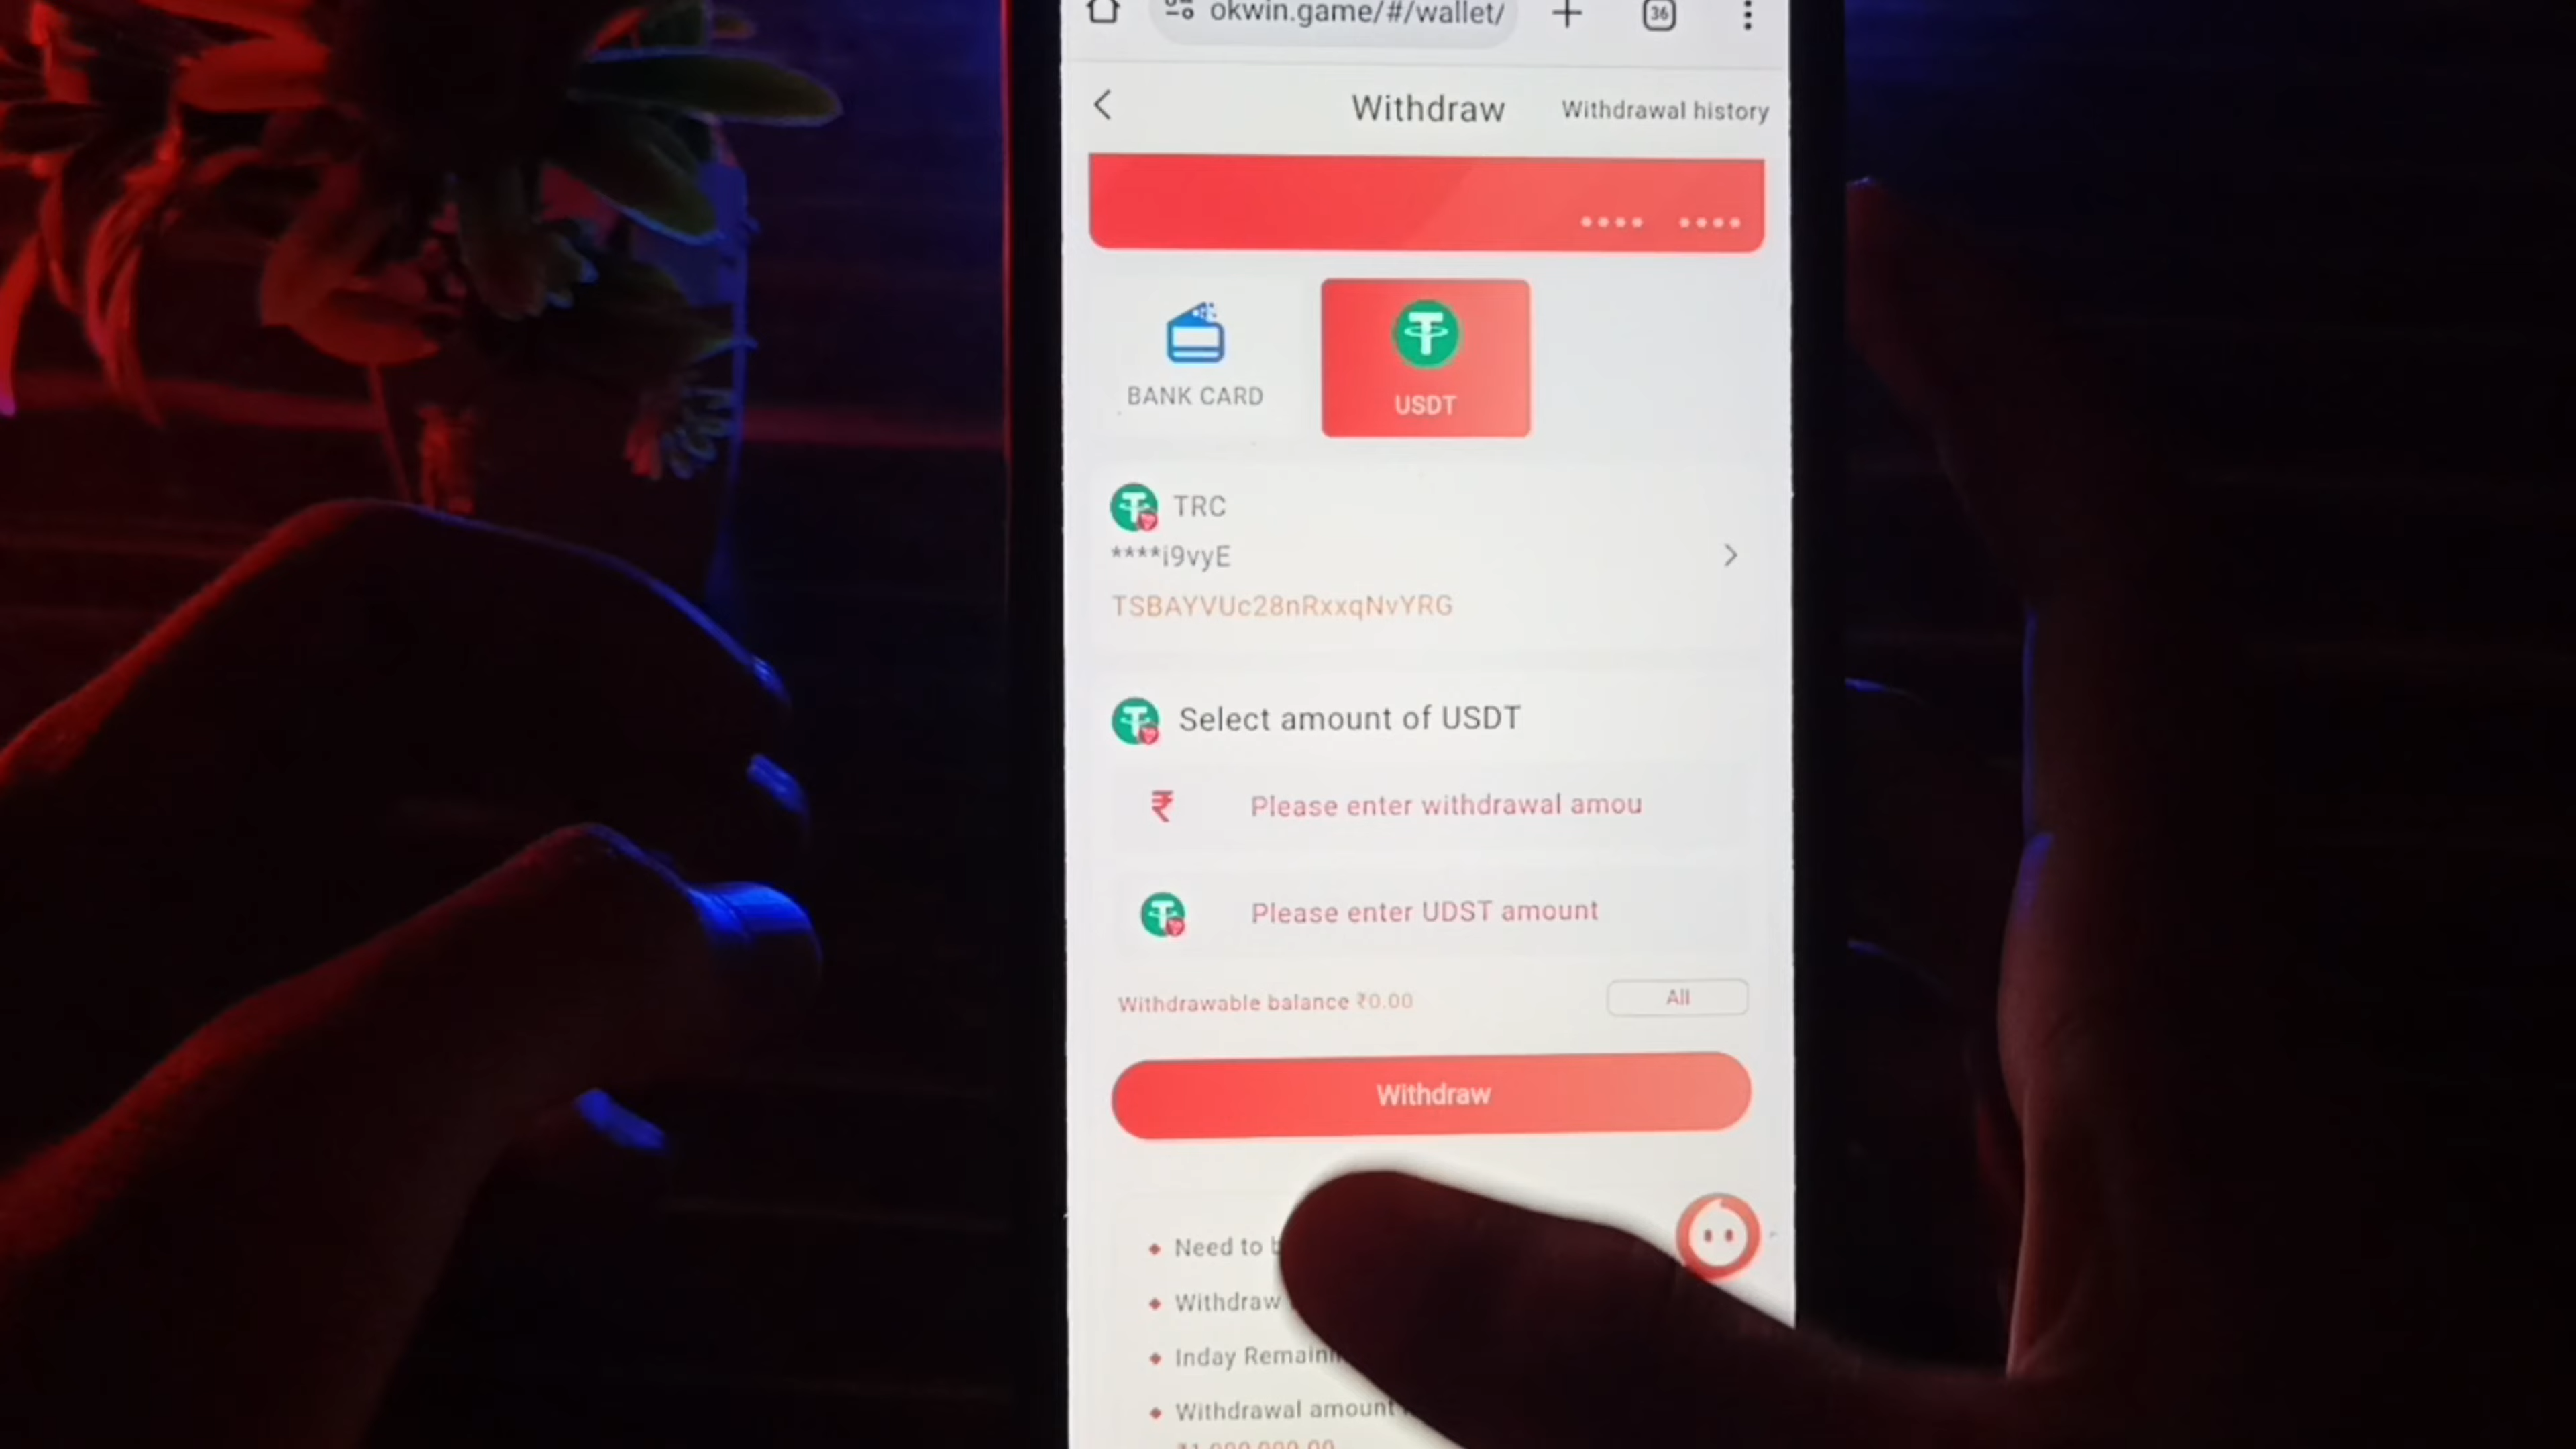 okwin.game/#/wallet/
36
Withdraw
Withdrawal history
BANK CARD
USDT
TRC
****i9vyE
TSBAYVUc28nRxxqNvYRG
Select amount of USDT
₹ Please enter withdrawal amou
Please enter UDST amount
Withdrawable balance ₹0.00
All
Withdraw
Need to
Withdraw
Inday
Withdrawal amount